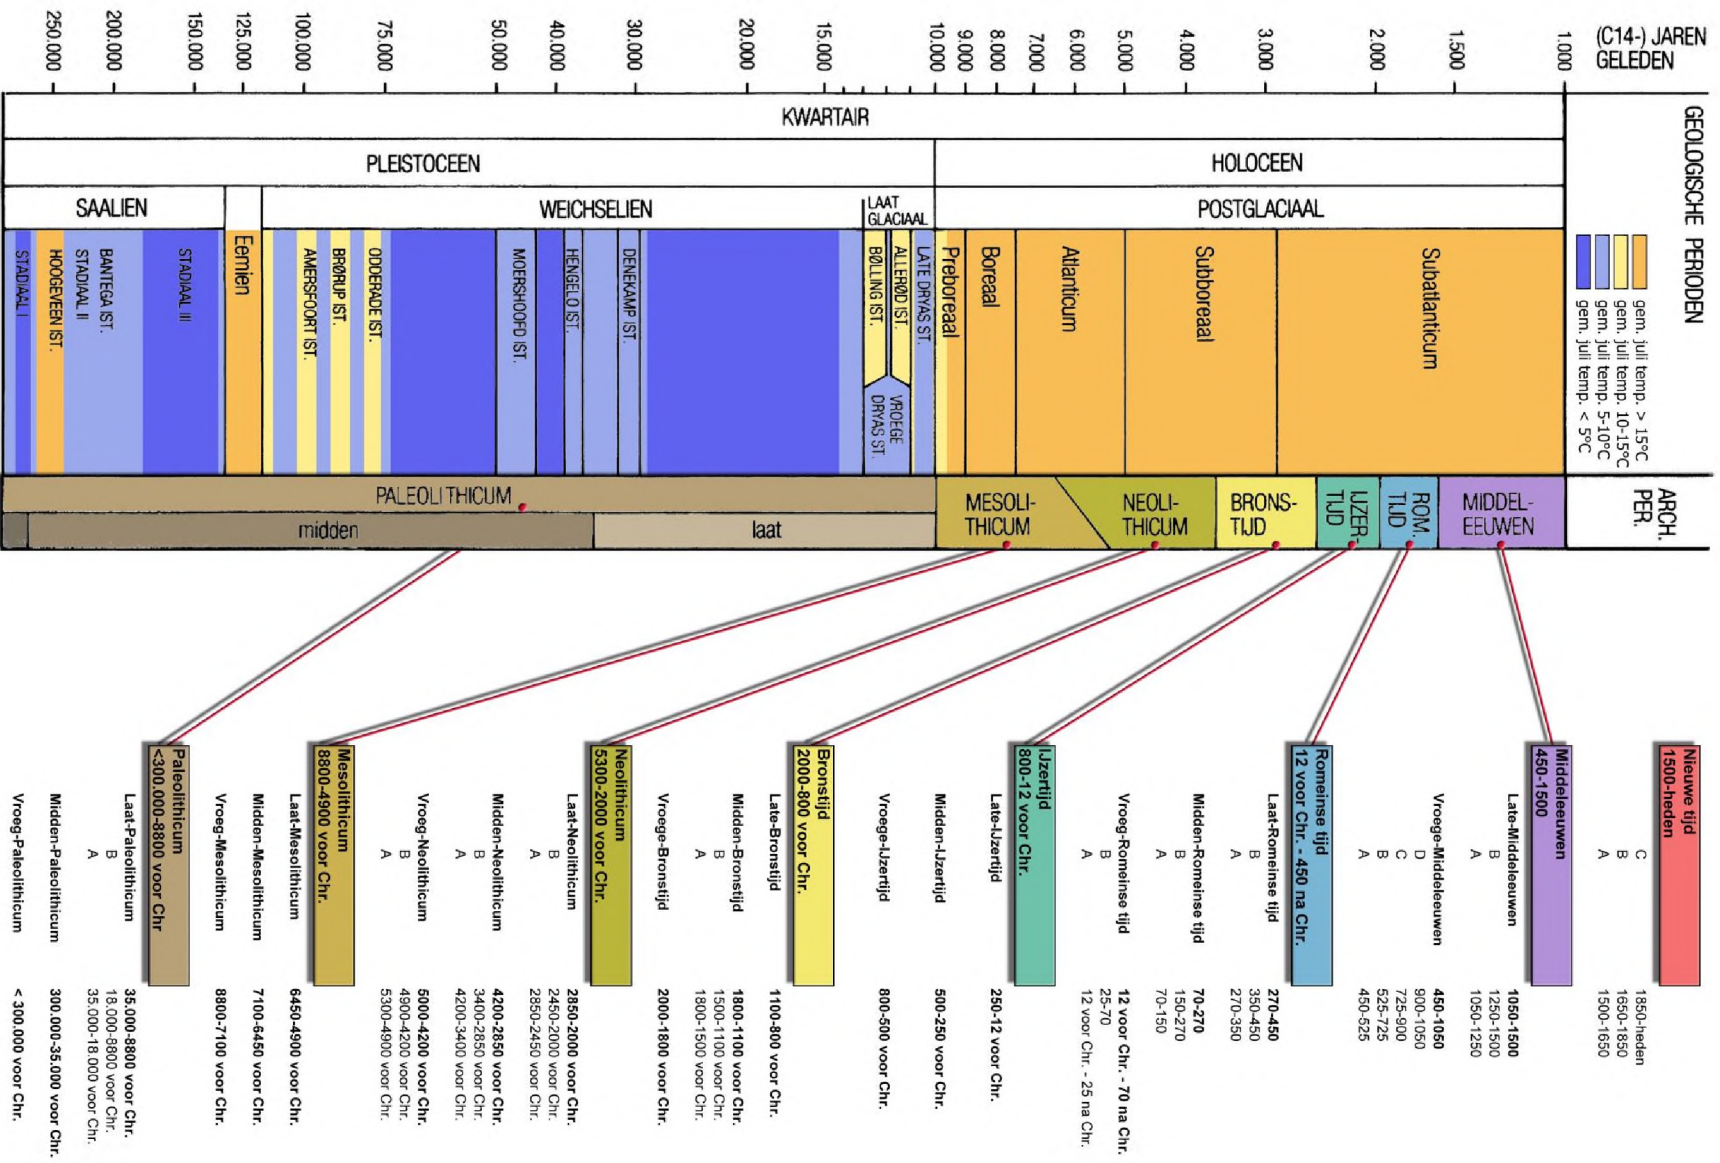 (C14-) JAREN
GELEDEN
1.000
1.500
2.000
3.000
4.000
5.000
6.000
7.000
8.000
9.000
10.000
15.000
20.000
30.000
50.000
75.000
100.000
125.000
150.000
200.000
250.000
GEOLOGISCHE PERIODEN
gem. juli temp. > 15°C
gem. juli temp. 10-15°C
gem. juli temp. 5-10°C
gem. juli temp. < 5°C
KWARTAIR
HOLOCEEN
PLEISTOCEEN
POSTGLACIAAL
LAAT
GLACIAAL
WEICHSELIEN
SAALIEN
Subatlanticum
Subboreaal
Atlanticum
Boreaal
Preboreaal
LATE DRYAS ST.
ALLERØD IST.
VROEGE
DRYAS ST.
BØLLING IST.
DENEKAMP IST.
HENGELO IST.
MOERSHOOFD IST.
ODDERADE IST.
BRØRUP IST.
AMERSFOORT IST.
Eemien
STADIAAL III
BANTEGA IST.
STADIAAL II
HOOGEVEEN IST.
STADIAAL I
ARCH.
PER.
MIDDEL-
EEUWEN
ROM.
TIJD
IJZER-
TIJD
BRONS-
TIJD
NEOLI-
THICUM
MESOLI-
THICUM
PALEOLITHICUM
laat
midden
Nieuwe tijd
1500-heden
C 1850-heden
B 1650-1850
A 1500-1650
Middeleeuwen
450-1500
Late-Middeleeuwen 1050-1500
B 1250-1500
A 1050-1250
Vroege-Middeleeuwen 450-1050
D 900-1050
C 725-900
B 525-725
A 450-525
Romeinse tijd
12 voor Chr. - 450 na Chr.
Laat-Romeinse tijd 270-450
B 350-450
A 270-350
Midden-Romeinse tijd 70-270
B 150-270
A 70-150
Vroeg-Romeinse tijd 12 voor Chr. - 70 na Chr.
B 25-70
A 12 voor Chr. - 25 na Chr.
IJzertijd
800-12 voor Chr.
Late-IJzertijd 250-12 voor Chr.
Midden-IJzertijd 500-250 voor Chr.
Vroege-IJzertijd 800-500 voor Chr.
Bronstijd
2000-800 voor Chr.
Late-Bronstijd 1100-800 voor Chr.
Midden-Bronstijd 1800-1100 voor Chr.
B 1500-1100 voor Chr.
A 1800-1500 voor Chr.
Vroege-Bronstijd 2000-1800 voor Chr.
Neolithicum
5300-2000 voor Chr.
Laat-Neolithicum 2850-2000 voor Chr.
B 2450-2000 voor Chr.
A 2850-2450 voor Chr.
Midden-Neolithicum 4200-2850 voor Chr.
B 3400-2850 voor Chr.
A 4200-3400 voor Chr.
Vroeg-Neolithicum 5000-4200 voor Chr.
B 4900-4200 voor Chr.
A 5300-4900 voor Chr.
Mesolithicum
8800-4900 voor Chr.
Laat-Mesolithicum 6450-4900 voor Chr.
Midden-Mesolithicum 7100-6450 voor Chr.
Vroeg-Mesolithicum 8800-7100 voor Chr.
Paleolithicum
<300.000-8800 voor Chr
Laat-Paleolithicum 35.000-8800 voor Chr.
B 18.000-8800 voor Chr.
A 35.000-18.000 voor Chr.
Midden-Paleolithicum 300.000-35.000 voor Chr.
Vroeg-Paleolithicum < 300.000 voor Chr.